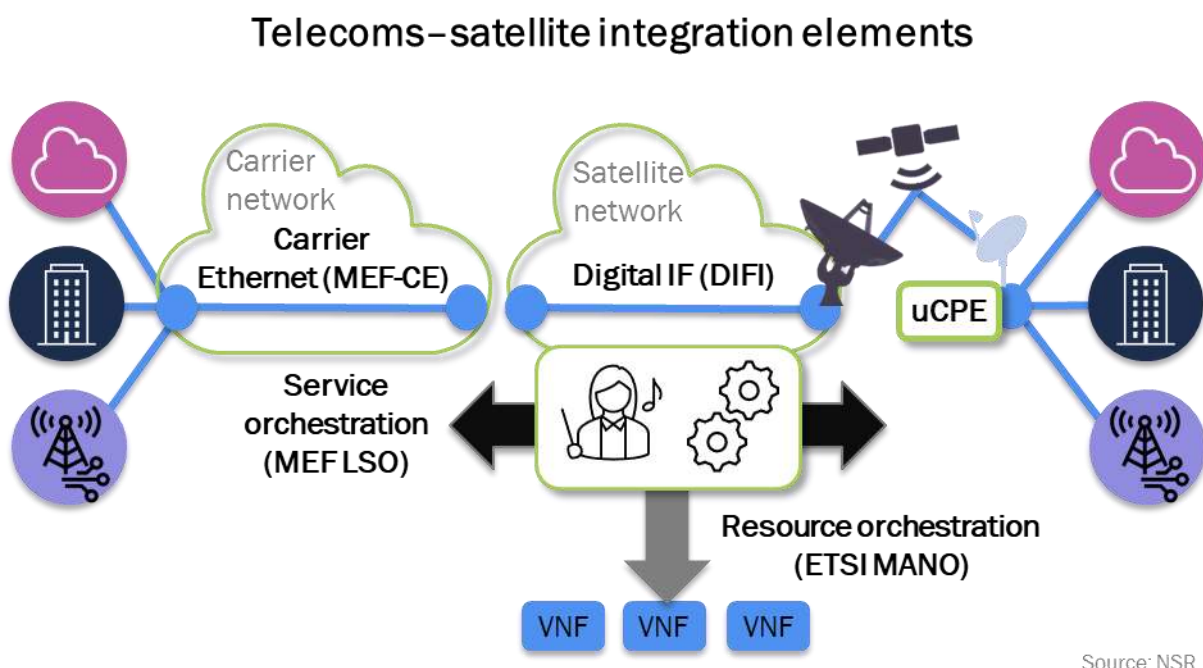 Telecoms–satellite integration elements
Carrier
network
Carrier
Ethernet (MEF-CE)
Satellite
network
Digital IF (DIFI)
uCPE
Service
orchestration
(MEF LSO)
Resource orchestration
(ETSI MANO)
VNF
VNF
VNF
Source: NSR